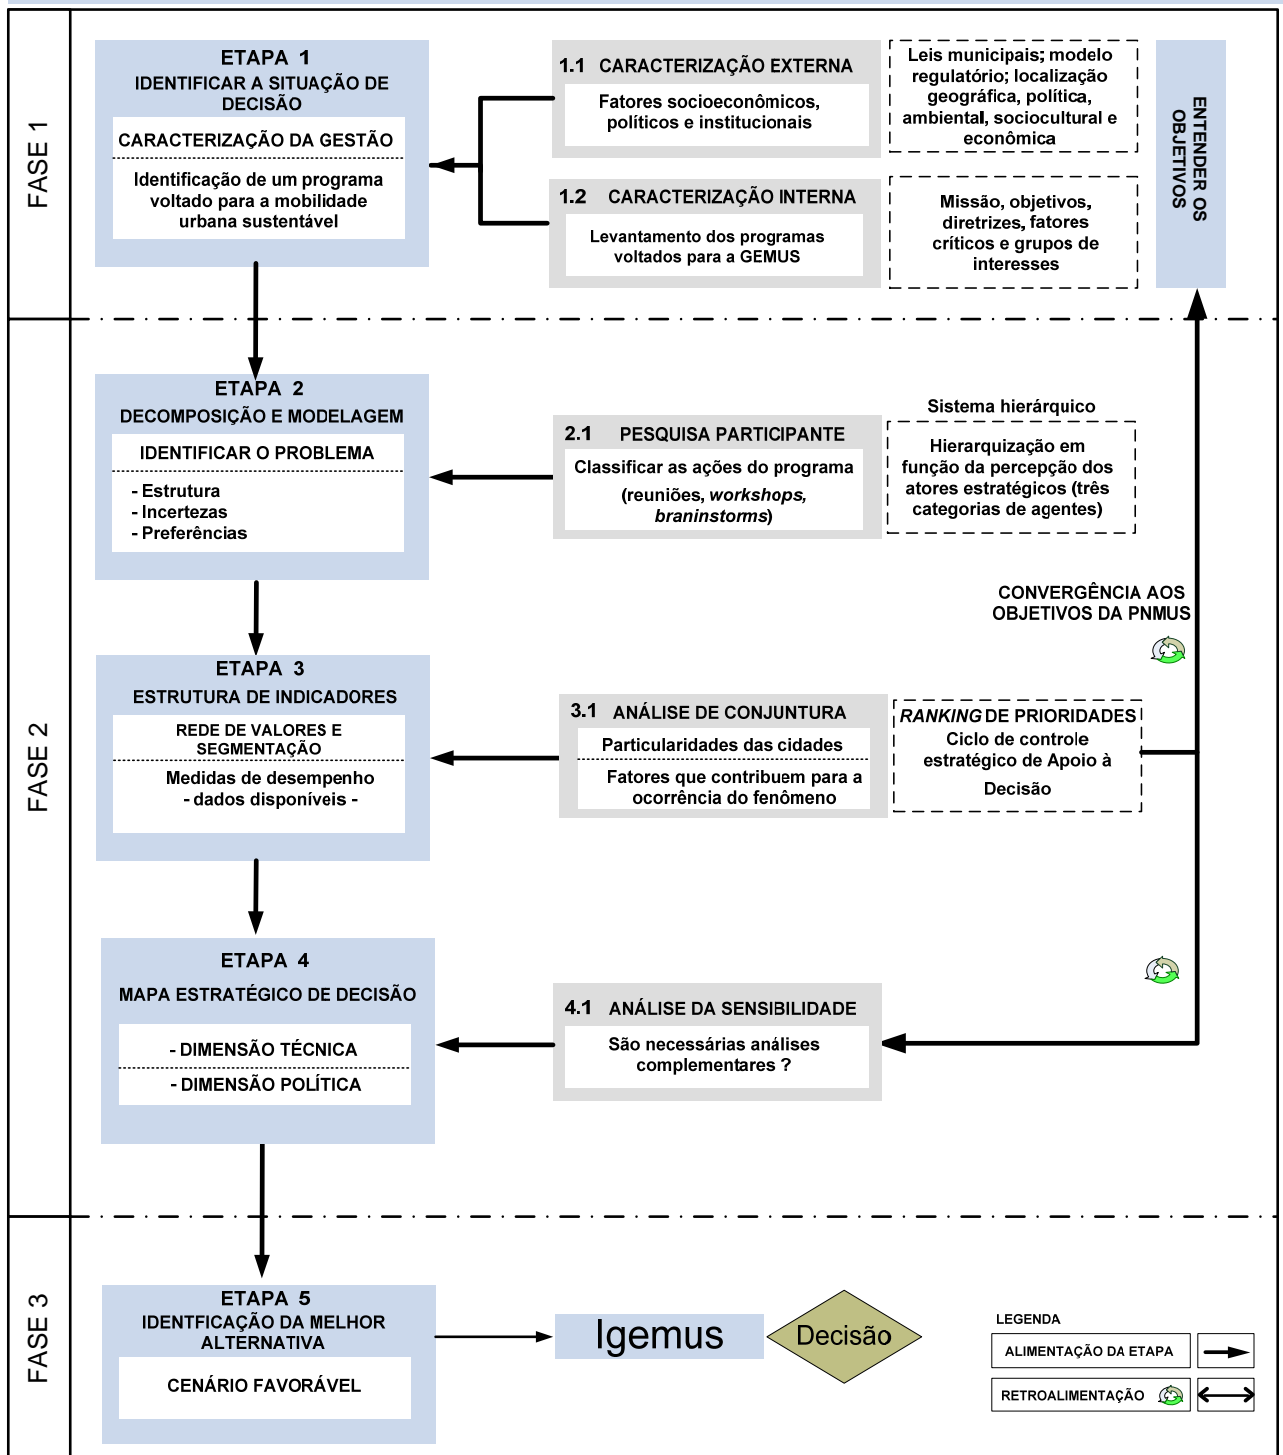 FASE 1
ETAPA 1
IDENTIFICAR A SITUAÇÃO DE
DECISÃO
CARACTERIZAÇÃO DA GESTÃO
Identificação de um programa
voltado para a mobilidade
urbana sustentável
1.1 CARACTERIZAÇÃO EXTERNA
Fatores socioeconômicos,
políticos e institucionais
Leis municipais; modelo
regulatório; localização
geográfica, política,
ambiental, sociocultural e
econômica
1.2 CARACTERIZAÇÃO INTERNA
Levantamento dos programas
voltados para a GEMUS
Missão, objetivos,
diretrizes, fatores
críticos e grupos de
interesses
ENTENDER OS
OBJETIVOS
FASE 2
ETAPA 2
DECOMPOSIÇÃO E MODELAGEM
IDENTIFICAR O PROBLEMA
- Estrutura
- Incertezas
- Preferências
2.1 PESQUISA PARTICIPANTE
Classificar as ações do programa
(reuniões, workshops,
braninstorms)
Sistema hierárquico
Hierarquização em
função da percepção dos
atores estratégicos (três
categorias de agentes)
CONVERGÊNCIA AOS
OBJETIVOS DA PNMUS
ETAPA 3
ESTRUTURA DE INDICADORES
REDE DE VALORES E
SEGMENTAÇÃO
Medidas de desempenho
- dados disponíveis -
3.1 ANÁLISE DE CONJUNTURA
Particularidades das cidades
Fatores que contribuem para a
ocorrência do fenômeno
RANKING DE PRIORIDADES
Ciclo de controle
estratégico de Apoio à
Decisão
ETAPA 4
MAPA ESTRATÉGICO DE DECISÃO
- DIMENSÃO TÉCNICA
- DIMENSÃO POLÍTICA
4.1 ANÁLISE DA SENSIBILIDADE
São necessárias análises
complementares ?
FASE 3
ETAPA 5
IDENTFICAÇÃO DA MELHOR
ALTERNATIVA
CENÁRIO FAVORÁVEL
Igemus
Decisão
LEGENDA
ALIMENTAÇÃO DA ETAPA
RETROALIMENTAÇÃO